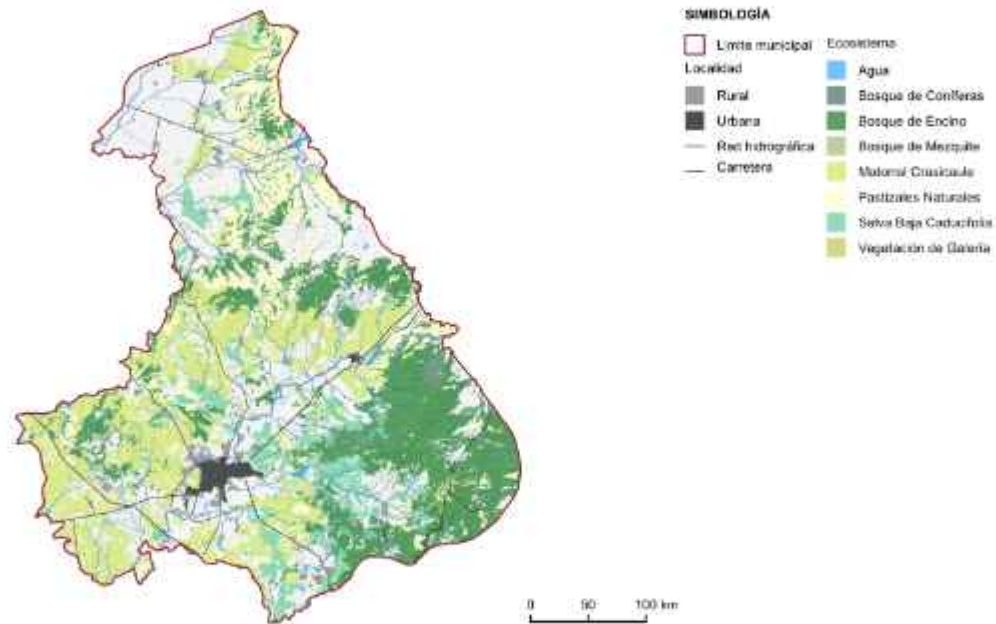 SIMBOLOGÍA
Límite municipal
Localidad
Rural
Urbana
Red hidrográfica
Carretera
Ecosistema
Agua
Bosque de Coníferas
Bosque de Encino
Bosque de Mezquite
Matorral Crasicaule
Pastizales Naturales
Selva Baja Caducifolia
Vegetación de Galería
0 50 100 km